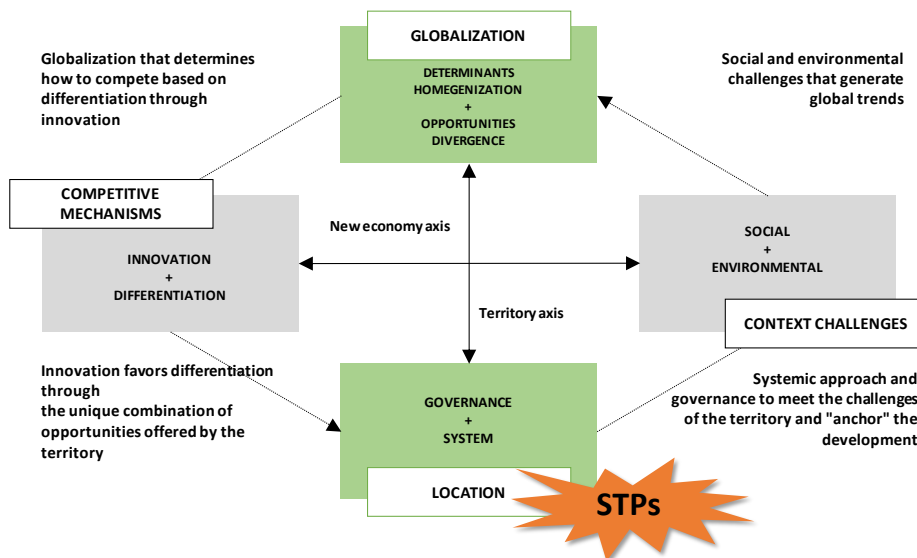 GLOBALIZATION
DETERMINANTS
HOMEGENIZATION
+
OPPORTUNITIES
DIVERGENCE
Globalization that determines
how to compete based on
differentiation through
innovation
Social and environmental
challenges that generate
global trends
COMPETITIVE
MECHANISMS
INNOVATION
+
DIFFERENTIATION
New economy axis
SOCIAL
+
ENVIRONMENTAL
CONTEXT CHALLENGES
Territory axis
Innovation favors differentiation
through
the unique combination of
opportunities offered by the
territory
GOVERNANCE
+
SYSTEM
LOCATION
Systemic approach and
governance to meet the challenges
of the territory and "anchor" the
development
STPs